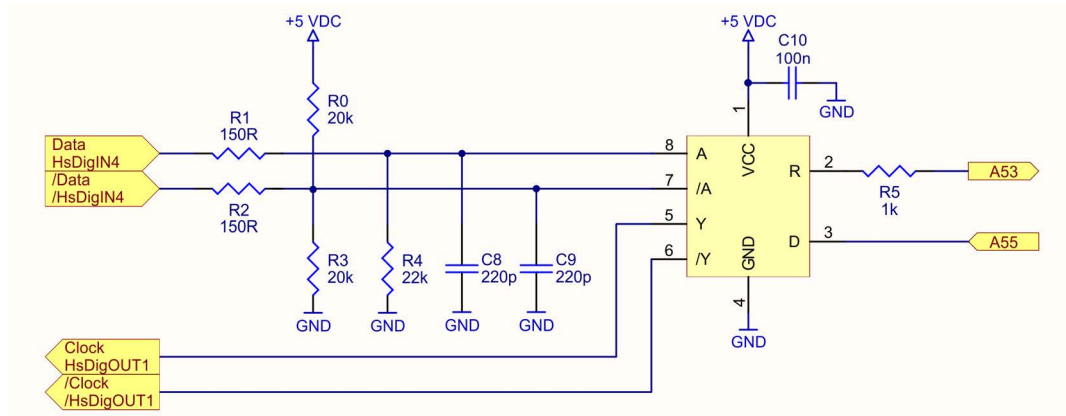 +5 VDC
+5 VDC
C10
100n
GND
R0
20k
R1
150R
Data
HsDigIN4
/Data
/HsDigIN4
R2
150R
8
A
7
/A
5
Y
6
/Y
1
VCC
R
2
D
3
GND
4
GND
R5
1k
A53
A55
R3
20k
R4
22k
C8
220p
C9
220p
GND
GND
GND
GND
Clock
HsDigOUT1
/Clock
/HsDigOUT1